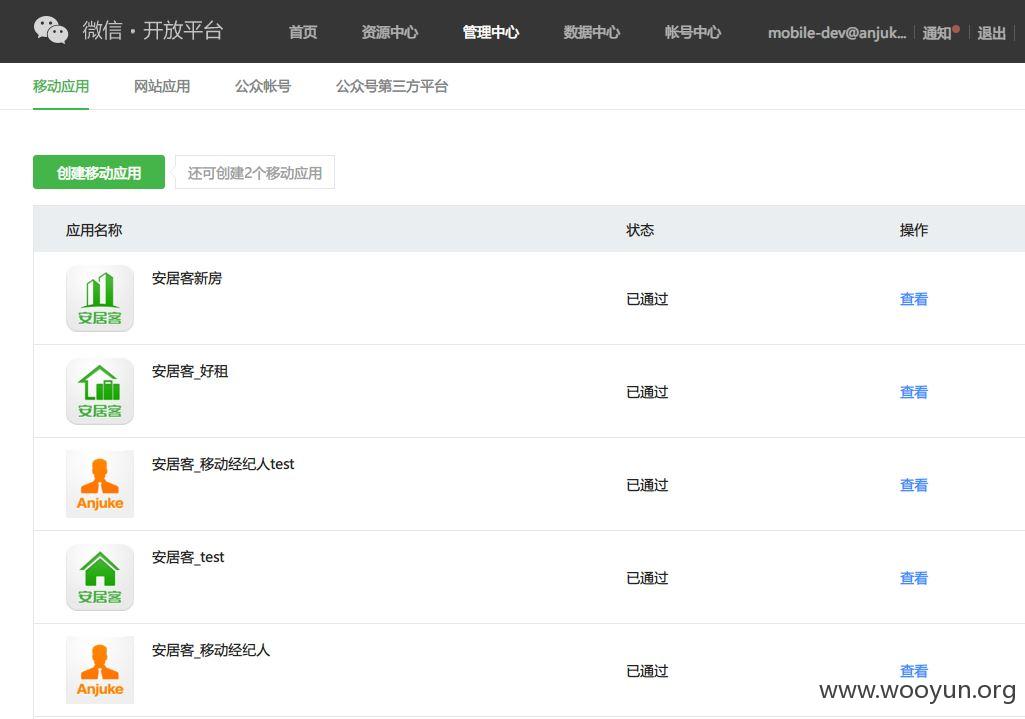 微信·开放平台 首页 资源中心 管理中心 数据中心 帐号中心 mobile-dev@anjuk... 通知 退出
移动应用 网站应用 公众帐号 公众号第三方平台
创建移动应用 还可创建2个移动应用
应用名称 状态 操作
安居客新房
安居客
已通过 查看
安居客_好租
安居客
已通过 查看
安居客_移动经纪人test
Anjuke
已通过 查看
安居客_test
安居客
已通过 查看
安居客_移动经纪人
Anjuke
已通过 查看
www.wooyun.org